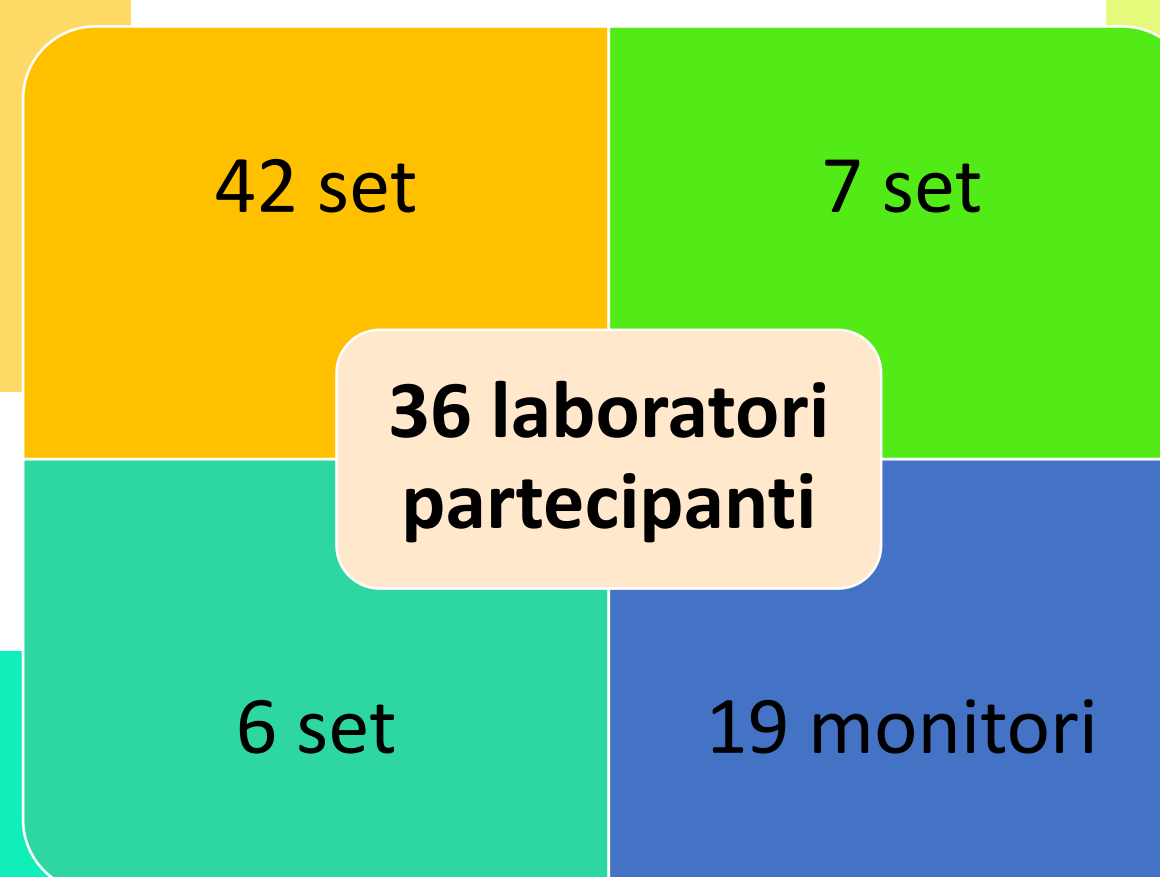 42 set
7 set
36 laboratori
partecipanti
6 set
19 monitori